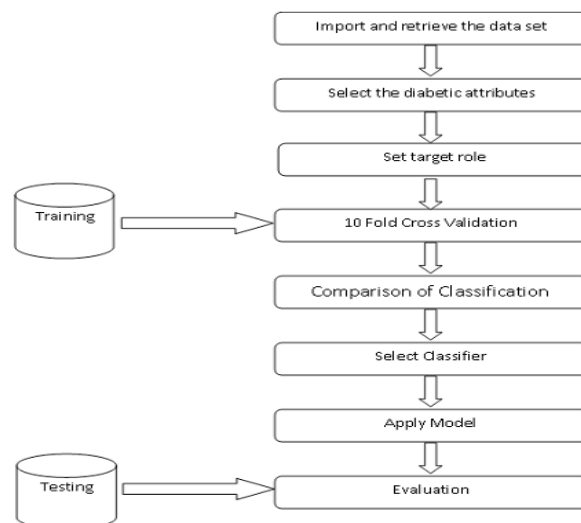 Import and retrieve the data set
Select the diabetic attributes
Set target role
Training
10 Fold Cross Validation
Comparison of Classification
Select Classifier
Apply Model
Testing
Evaluation